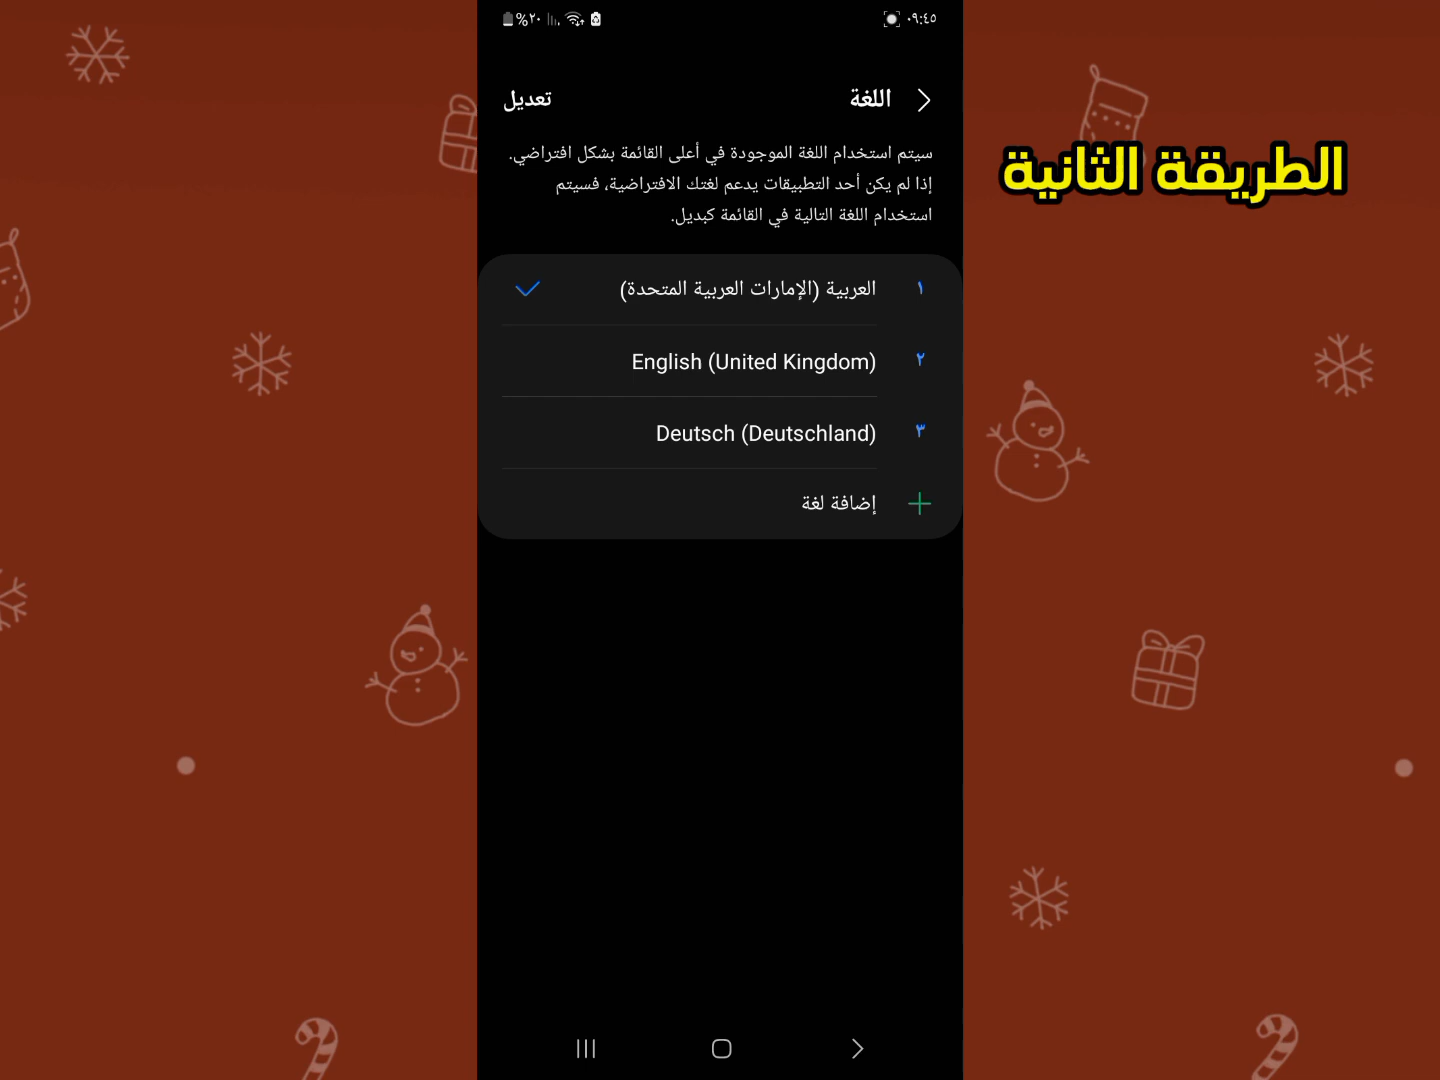 ٠٩:٤٥
%٢٠
اللغة
تعديل
سيتم استخدام اللغة الموجودة في أعلى القائمة بشكل افتراضي.
إذا لم يكن أحد التطبيقات يدعم لغتك الافتراضية، فسيتم
استخدام اللغة التالية في القائمة كبديل.
الطريقة الثانية
١ العربية (الإمارات العربية المتحدة)
٢ English (United Kingdom)
٣ Deutsch (Deutschland)
إضافة لغة